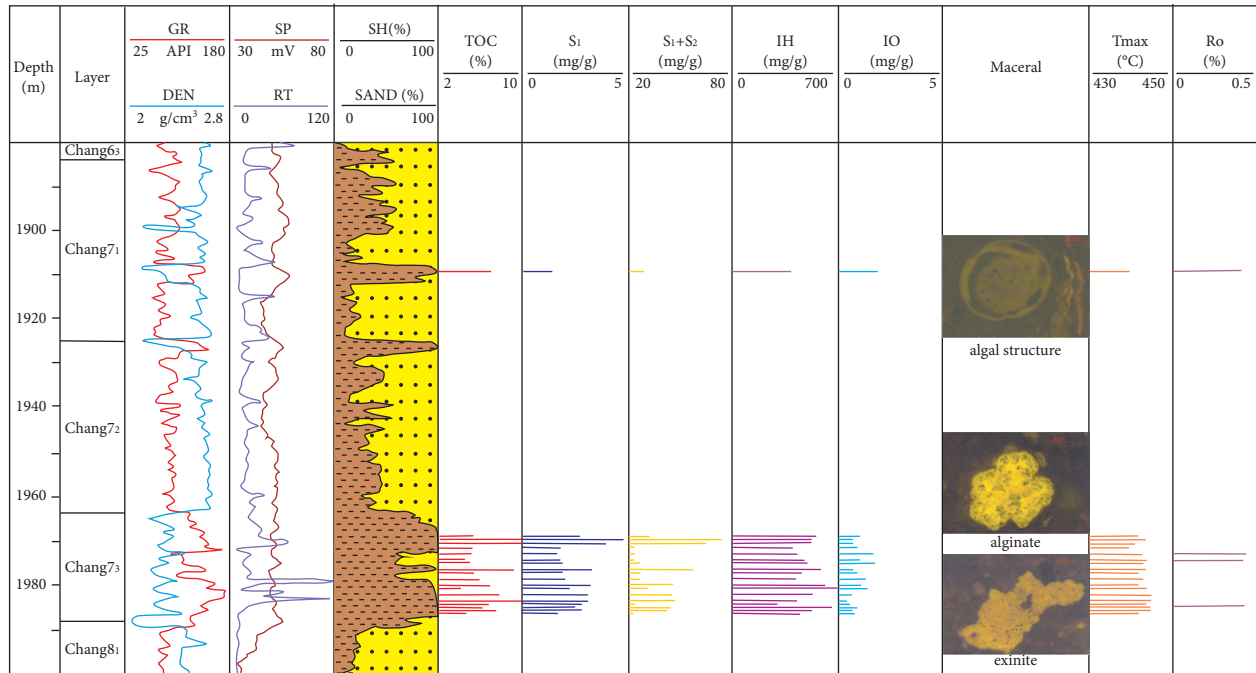 Depth
(m)
Layer
GR
25 API 180
DEN
2 g/cm³ 2.8
SP
30 mV 80
RT
0 120
SH(%)
0 100
SAND (%)
0 100
TOC
(%)
2 10
S₁
(mg/g)
0 5
S₁+S₂
(mg/g)
20 80
IH
(mg/g)
0 700
IO
(mg/g)
0 5
Maceral
Tmax
(°C)
430 450
Ro
(%)
0 0.5
1900
1920
1940
1960
1980
Chang6₃
Chang7₁
Chang7₂
Chang7₃
Chang8₁
algal structure
alginate
exinite